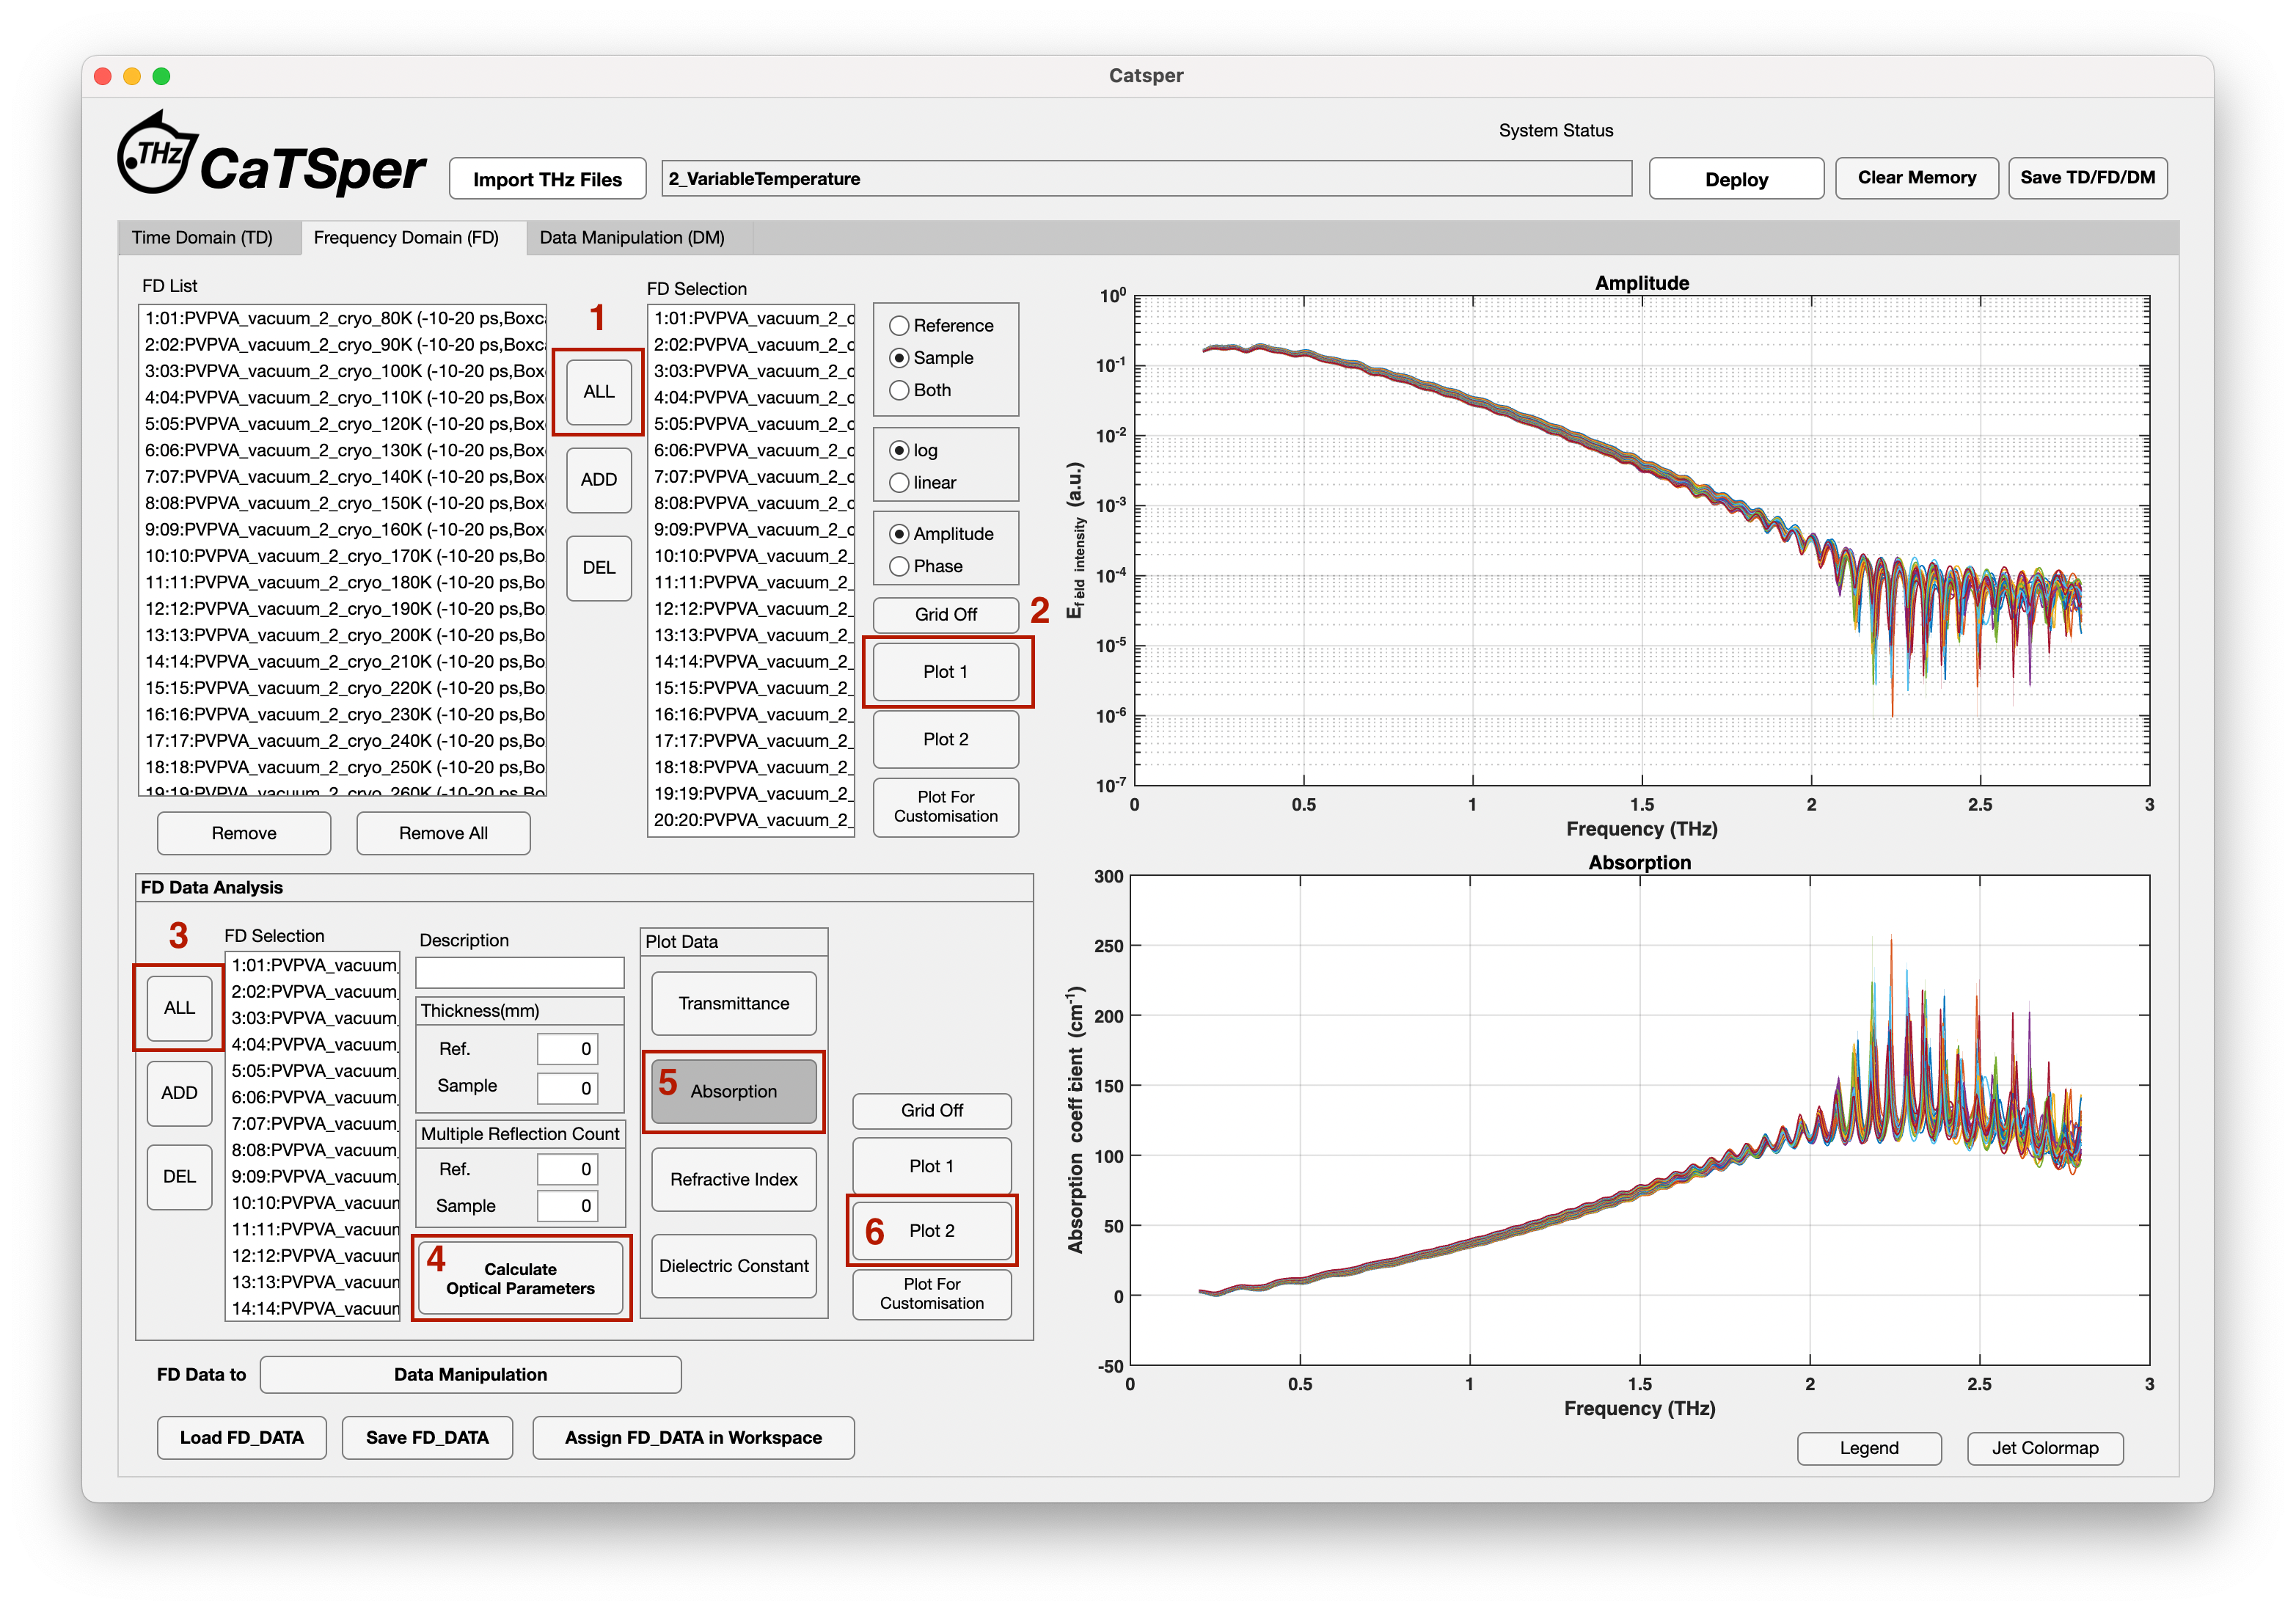 Catsper
.THz CaTSper
Import THz Files
2_VariableTemperature
System Status
Deploy
Clear Memory
Save TD/FD/DM
Time Domain (TD)
Frequency Domain (FD)
Data Manipulation (DM)
FD List
1:01:PVPVA_vacuum_2_cryo_80K (-10-20 ps,Boxc
2:02:PVPVA_vacuum_2_cryo_90K (-10-20 ps,Boxc
3:03:PVPVA_vacuum_2_cryo_100K (-10-20 ps,Box
4:04:PVPVA_vacuum_2_cryo_110K (-10-20 ps,Box
5:05:PVPVA_vacuum_2_cryo_120K (-10-20 ps,Box
6:06:PVPVA_vacuum_2_cryo_130K (-10-20 ps,Box
7:07:PVPVA_vacuum_2_cryo_140K (-10-20 ps,Box
8:08:PVPVA_vacuum_2_cryo_150K (-10-20 ps,Box
9:09:PVPVA_vacuum_2_cryo_160K (-10-20 ps,Box
10:10:PVPVA_vacuum_2_cryo_170K (-10-20 ps,Bo
11:11:PVPVA_vacuum_2_cryo_180K (-10-20 ps,Bo
12:12:PVPVA_vacuum_2_cryo_190K (-10-20 ps,Bo
13:13:PVPVA_vacuum_2_cryo_200K (-10-20 ps,Bo
14:14:PVPVA_vacuum_2_cryo_210K (-10-20 ps,Bo
15:15:PVPVA_vacuum_2_cryo_220K (-10-20 ps,Bo
16:16:PVPVA_vacuum_2_cryo_230K (-10-20 ps,Bo
17:17:PVPVA_vacuum_2_cryo_240K (-10-20 ps,Bo
18:18:PVPVA_vacuum_2_cryo_250K (-10-20 ps,Bo
19:19:PVPVA_vacuum_2_cryo_260K (-10-20 ps,Bo
Remove
Remove All
1
ALL
ADD
DEL
FD Selection
1:01:PVPVA_vacuum_2_c
2:02:PVPVA_vacuum_2_c
3:03:PVPVA_vacuum_2_c
4:04:PVPVA_vacuum_2_c
5:05:PVPVA_vacuum_2_c
6:06:PVPVA_vacuum_2_c
7:07:PVPVA_vacuum_2_c
8:08:PVPVA_vacuum_2_c
9:09:PVPVA_vacuum_2_c
10:10:PVPVA_vacuum_2_
11:11:PVPVA_vacuum_2_
12:12:PVPVA_vacuum_2_
13:13:PVPVA_vacuum_2_
14:14:PVPVA_vacuum_2_
15:15:PVPVA_vacuum_2_
16:16:PVPVA_vacuum_2_
17:17:PVPVA_vacuum_2_
18:18:PVPVA_vacuum_2_
19:19:PVPVA_vacuum_2_
20:20:PVPVA_vacuum_2_
Reference
Sample
Both
log
linear
Amplitude
Phase
Grid Off
2
Plot 1
Plot 2
Plot For
Customisation
Amplitude
10^0
10^-1
10^-2
10^-3
10^-4
10^-5
10^-6
10^-7
E field intensity (a.u.)
0 0.5 1 1.5 2 2.5 3
Frequency (THz)
FD Data Analysis
3
ALL
ADD
DEL
FD Selection
1:01:PVPVA_vacuum_
2:02:PVPVA_vacuum_
3:03:PVPVA_vacuum_
4:04:PVPVA_vacuum_
5:05:PVPVA_vacuum_
6:06:PVPVA_vacuum_
7:07:PVPVA_vacuum_
8:08:PVPVA_vacuum_
9:09:PVPVA_vacuum_
10:10:PVPVA_vacuum
11:11:PVPVA_vacuum
12:12:PVPVA_vacuum
13:13:PVPVA_vacuum
14:14:PVPVA_vacuum
Description
Thickness(mm)
Ref. 0
Sample 0
Multiple Reflection Count
Ref. 0
Sample 0
4
Calculate
Optical Parameters
Plot Data
Transmittance
5
Absorption
Refractive Index
Dielectric Constant
Grid Off
Plot 1
6
Plot 2
Plot For
Customisation
Absorption
300
250
200
150
100
50
0
-50
Absorption coefficient (cm^-1)
0 0.5 1 1.5 2 2.5 3
Frequency (THz)
FD Data to
Data Manipulation
Load FD_DATA
Save FD_DATA
Assign FD_DATA in Workspace
Legend
Jet Colormap